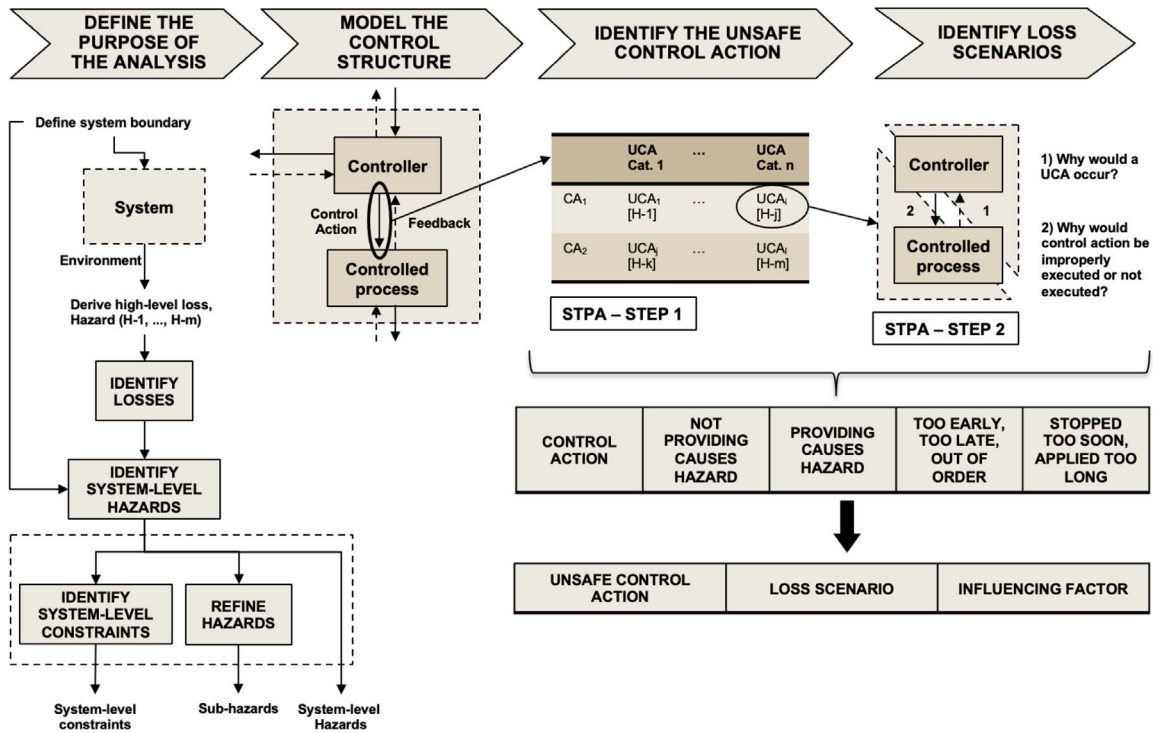 DEFINE THE
PURPOSE OF
THE ANALYSIS
MODEL THE
CONTROL
STRUCTURE
IDENTIFY THE UNSAFE
CONTROL ACTION
IDENTIFY LOSS
SCENARIOS
Define system boundary
System
Environment
Derive high-level loss,
Hazard (H-1, ..., H-m)
IDENTIFY
LOSSES
IDENTIFY
SYSTEM-LEVEL
HAZARDS
IDENTIFY
SYSTEM-LEVEL
CONSTRAINTS
REFINE
HAZARDS
System-level
constraints
Sub-hazards
System-level
Hazards
Controller
Control
Action
Feedback
Controlled
process
UCA
Cat. 1
...
UCA
Cat. n
CA₁
UCA₁
[H-1]
...
UCAᵢ
[H-j]
CA₂
UCAⱼ
[H-k]
...
UCAₗ
[H-m]
STPA – STEP 1
Controller
2
1
Controlled
process
STPA – STEP 2
1) Why would a
UCA occur?
2) Why would
control action be
improperly
executed or not
executed?
CONTROL
ACTION
NOT
PROVIDING
CAUSES
HAZARD
PROVIDING
CAUSES
HAZARD
TOO EARLY,
TOO LATE,
OUT OF
ORDER
STOPPED
TOO SOON,
APPLIED TOO
LONG
UNSAFE CONTROL
ACTION
LOSS SCENARIO
INFLUENCING FACTOR